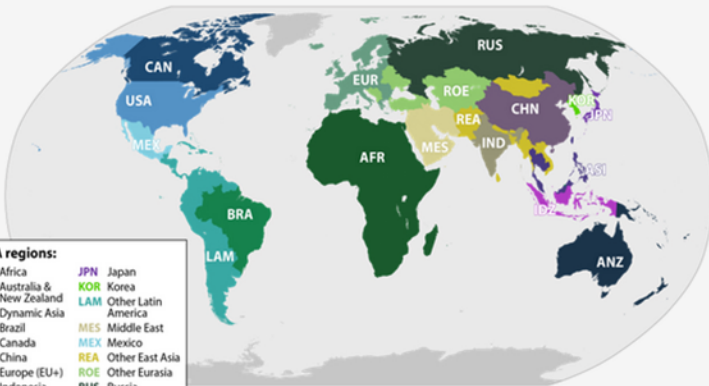 RUS
CAN
EUR
ROE
USA
CHN
KOR
JPN
REA
MEX
IND
MES
AFR
ASI
IDZ
BRA
LAM
ANZ
regions:
Africa
Australia &
New Zealand
Dynamic Asia
Brazil
Canada
China
Europe (EU+)
JPN Japan
KOR Korea
LAM Other Latin
America
MES Middle East
MEX Mexico
REA Other East Asia
ROE Other Eurasia
RUS Russia